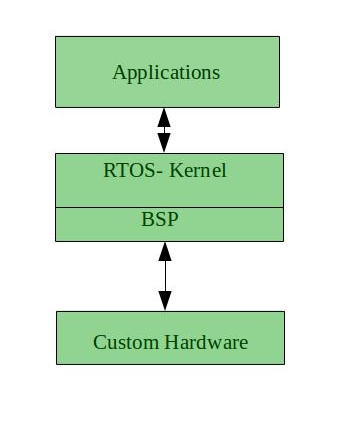 Applications
RTOS- Kernel
BSP
Custom Hardware